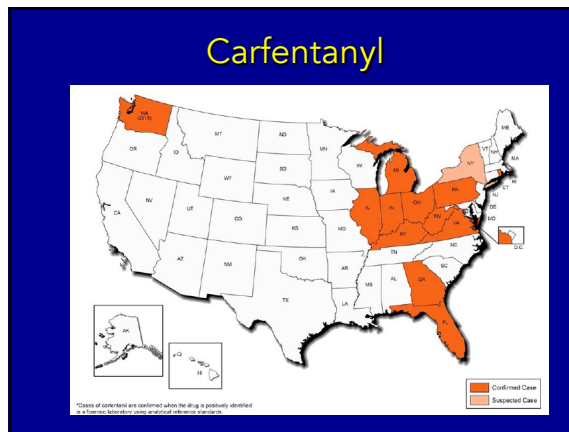 Carfentanyl
WA
(2015)
MT
ND
MN
ME
OR
ID
WY
SD
WI
MI
NY
VT
NH
MA
RI
CT
NJ
DE
MD
D.C.
NV
UT
CO
NE
IA
IL
IN
OH
PA
WV
VA
CA
AZ
NM
KS
MO
KY
TN
NC
SC
OK
AR
MS
AL
GA
TX
LA
FL
AK
HI
Confirmed Case
Suspected Case
*Cases of carfentanil are confirmed when the drug is positively identified
in a forensic laboratory using analytical reference standards.